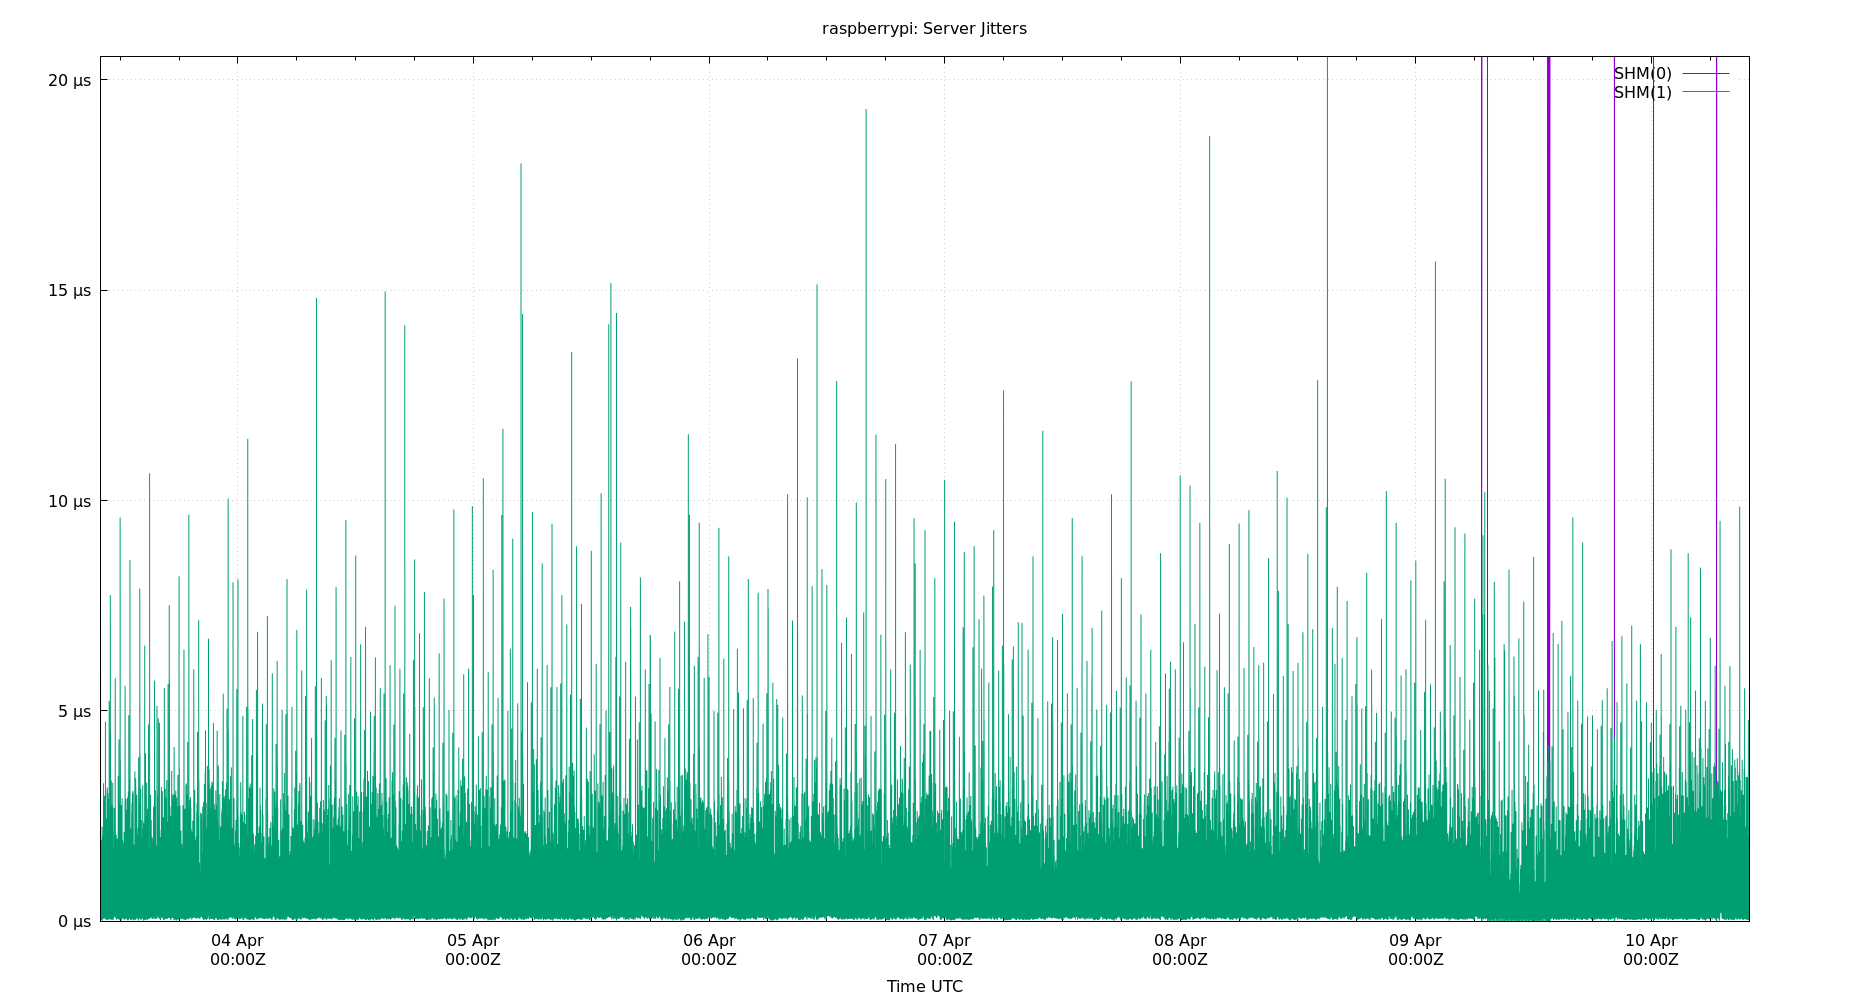 raspberrypi: Server Jitters
SHM(0)
SHM(1)
20 µs
15 µs
10 µs
5 µs
0 µs
04 Apr 05 Apr 06 Apr 07 Apr 08 Apr 09 Apr 10 Apr
00:00Z 00:00Z 00:00Z 00:00Z 00:00Z 00:00Z 00:00Z
Time UTC